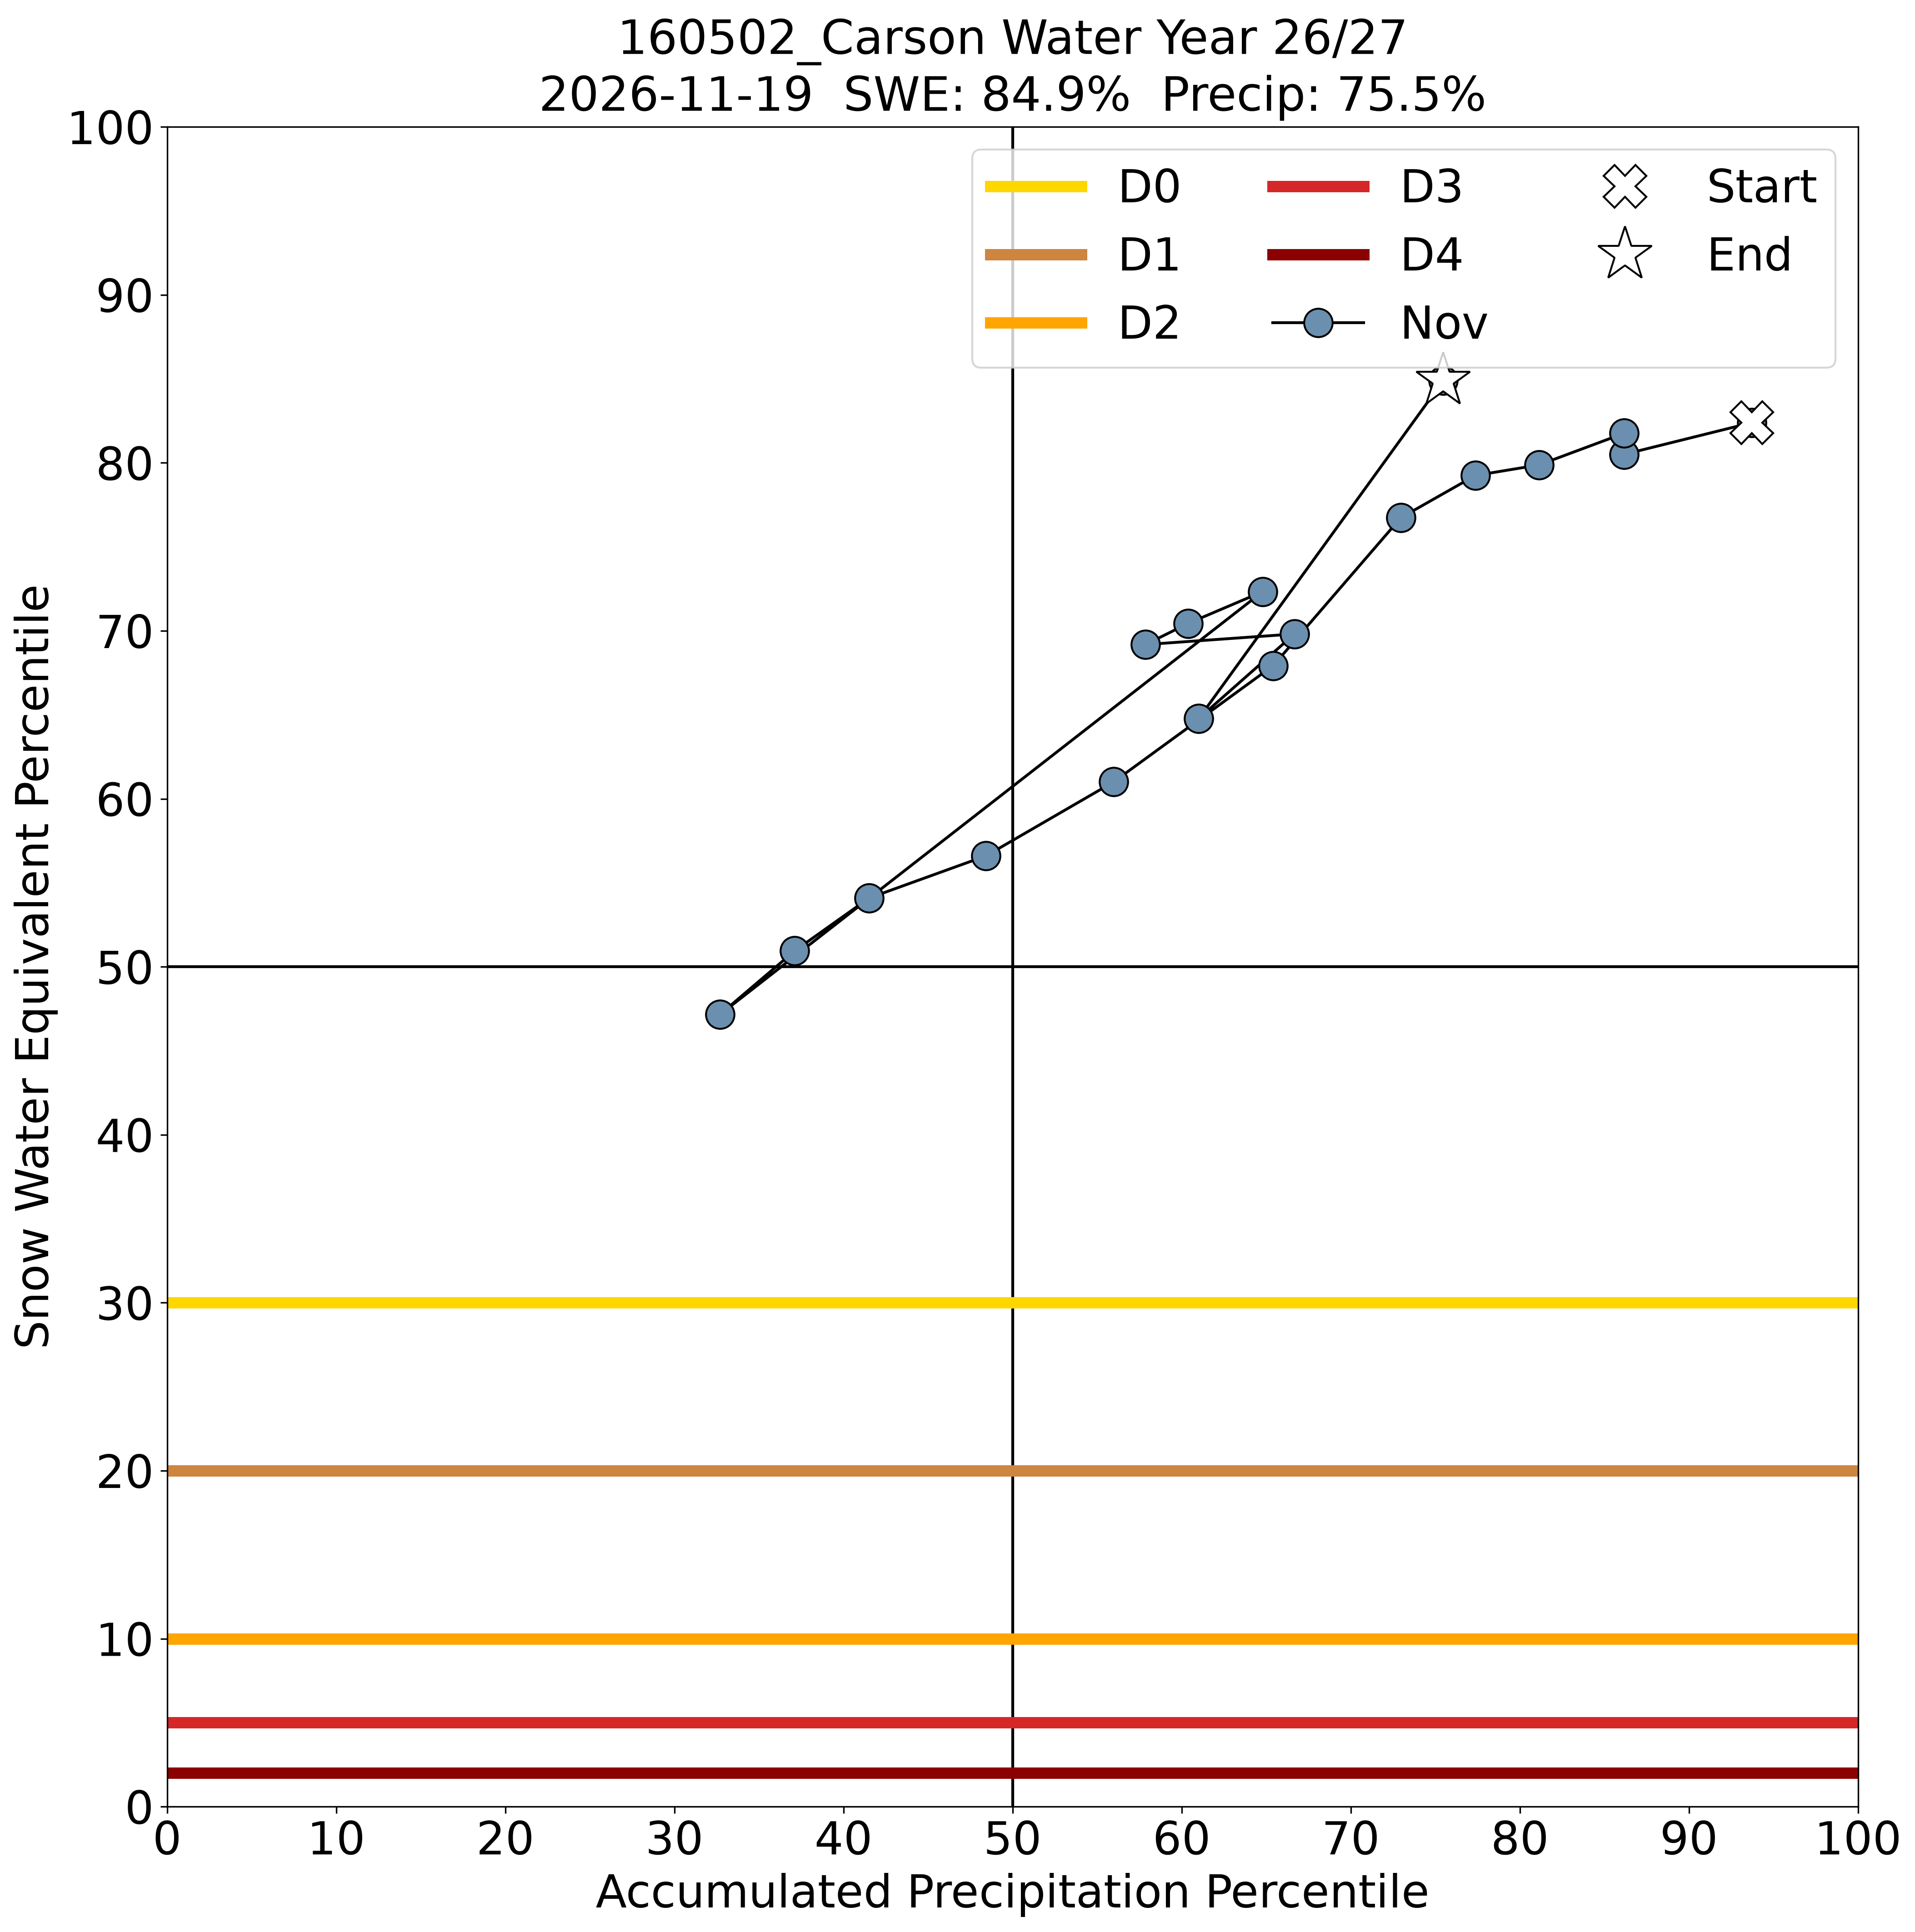 160502_Carson Water Year 26/27
2026-11-19  SWE: 84.9%  Precip: 75.5%
D0
D1
D2
D3
D4
Nov
Start
End
Snow Water Equivalent Percentile
100
90
80
70
60
50
40
30
20
10
0
0 10 20 30 40 50 60 70 80 90 100
Accumulated Precipitation Percentile